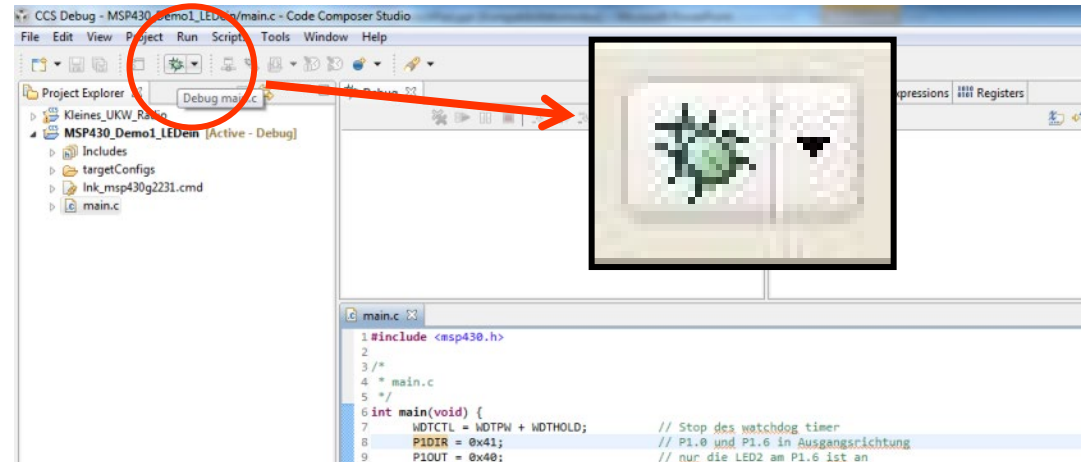 CCS Debug - MSP430_Demo1_LEDein/main.c - Code Composer Studio
File Edit View Project Run Scripts Tools Window Help
Debug main.c
Project Explorer
Kleines_UKW_Radio
MSP430_Demo1_LEDein [Active - Debug]
Includes
targetConfigs
lnk_msp430g2231.cmd
main.c
Debug
xpressions Registers
main.c
1 #include <msp430.h>
2
3 /*
4 * main.c
5 */
6 int main(void) {
7 WDTCTL = WDTPW + WDTHOLD; // Stop des watchdog timer
8 P1DIR = 0x41; // P1.0 und P1.6 in Ausgangsrichtung
9 P1OUT = 0x40; // nur die LED2 am P1.6 ist an